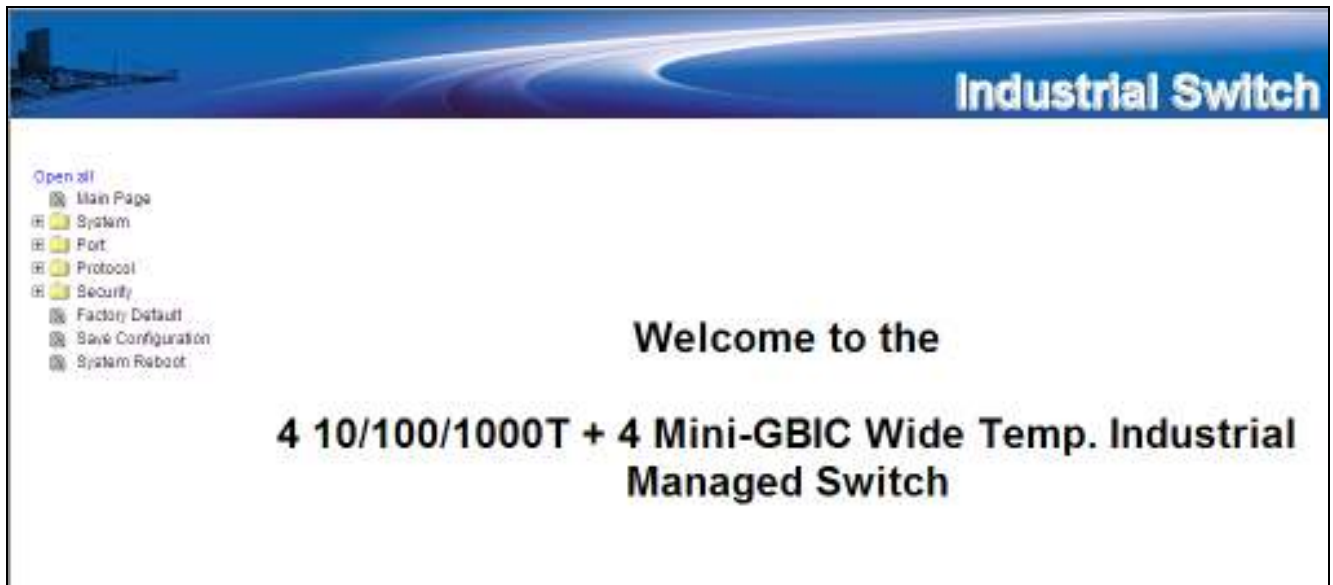 Industrial Switch
Open all
Main Page
System
Port
Protocol
Security
Factory Default
Save Configuration
System Reboot
Welcome to the
4 10/100/1000T + 4 Mini-GBIC Wide Temp. Industrial
Managed Switch